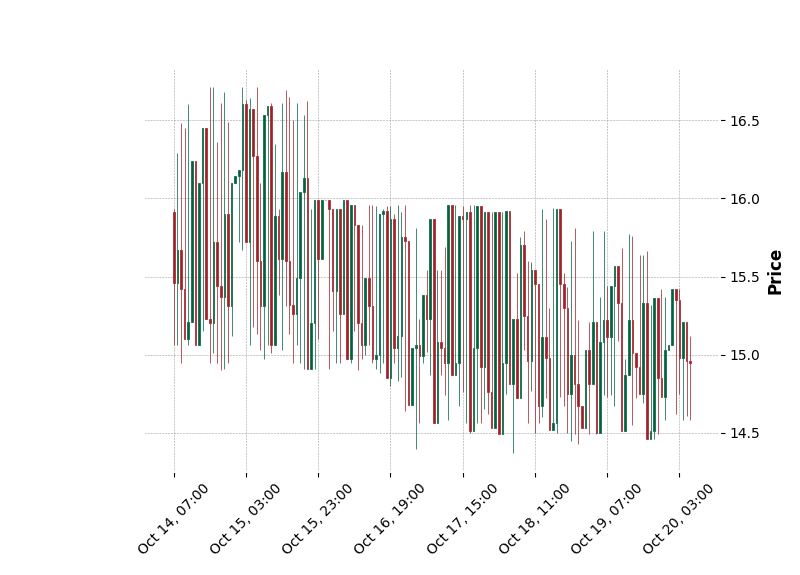 16.5
16.0
15.5
15.0
14.5
Price
Oct 14, 07:00
Oct 15, 03:00
Oct 15, 23:00
Oct 16, 19:00
Oct 17, 15:00
Oct 18, 11:00
Oct 19, 07:00
Oct 20, 03:00